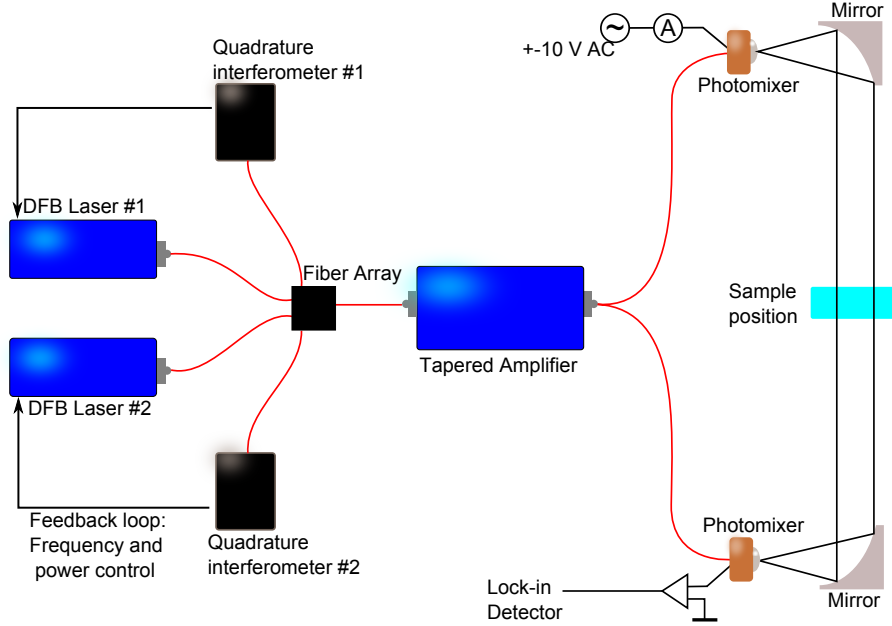 Mirror
Quadrature
interferometer #1
~
A
+-10 V AC
Photomixer
DFB Laser #1
Fiber Array
Sample
position
Tapered Amplifier
DFB Laser #2
Feedback loop:
Frequency and
power control
Quadrature
interferometer #2
Photomixer
Lock-in
Detector
Mirror